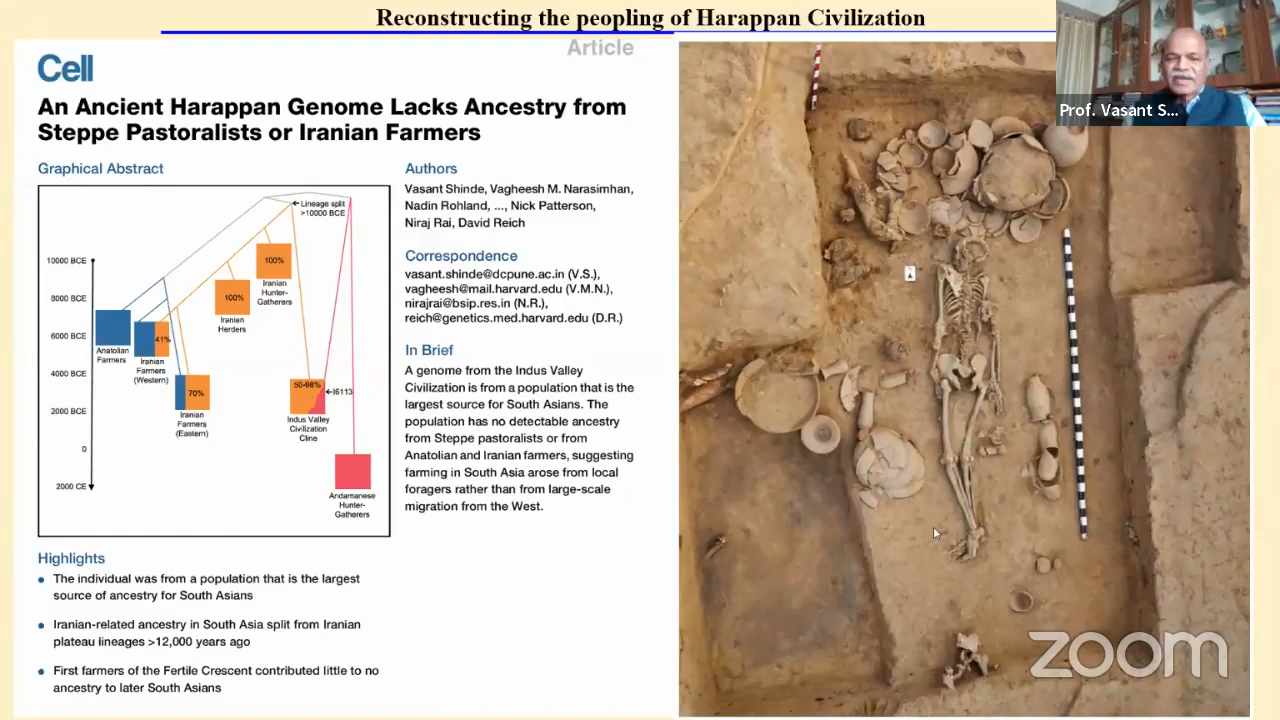 Reconstructing the peopling of Harappan Civilization
Article
Cell
An Ancient Harappan Genome Lacks Ancestry from
Steppe Pastoralists or Iranian Farmers
Graphical Abstract
Lineage split
>10000 BCE
10000 BCE
8000 BCE
6000 BCE
4000 BCE
2000 BCE
0
2000 CE
100%
Iranian
Hunter-
Gatherers
100%
Iranian
Herders
Anatolian
Farmers
41%
Iranian
Farmers
(Western)
70%
Iranian
Farmers
(Eastern)
50-98%
I6113
Indus Valley
Civilization
Cline
Andamanese
Hunter-
Gatherers
Authors
Vasant Shinde, Vagheesh M. Narasimhan,
Nadin Rohland, ..., Nick Patterson,
Niraj Rai, David Reich
Correspondence
vasant.shinde@dcpune.ac.in (V.S.),
vagheesh@mail.harvard.edu (V.M.N.),
nirajrai@bsip.res.in (N.R.),
reich@genetics.med.harvard.edu (D.R.)
In Brief
A genome from the Indus Valley
Civilization is from a population that is the
largest source for South Asians. The
population has no detectable ancestry
from Steppe pastoralists or from
Anatolian and Iranian farmers, suggesting
farming in South Asia arose from local
foragers rather than from large-scale
migration from the West.
Highlights
The individual was from a population that is the largest
source of ancestry for South Asians
Iranian-related ancestry in South Asia split from Iranian
plateau lineages >12,000 years ago
First farmers of the Fertile Crescent contributed little to no
ancestry to later South Asians
Prof. Vasant S...
zoom